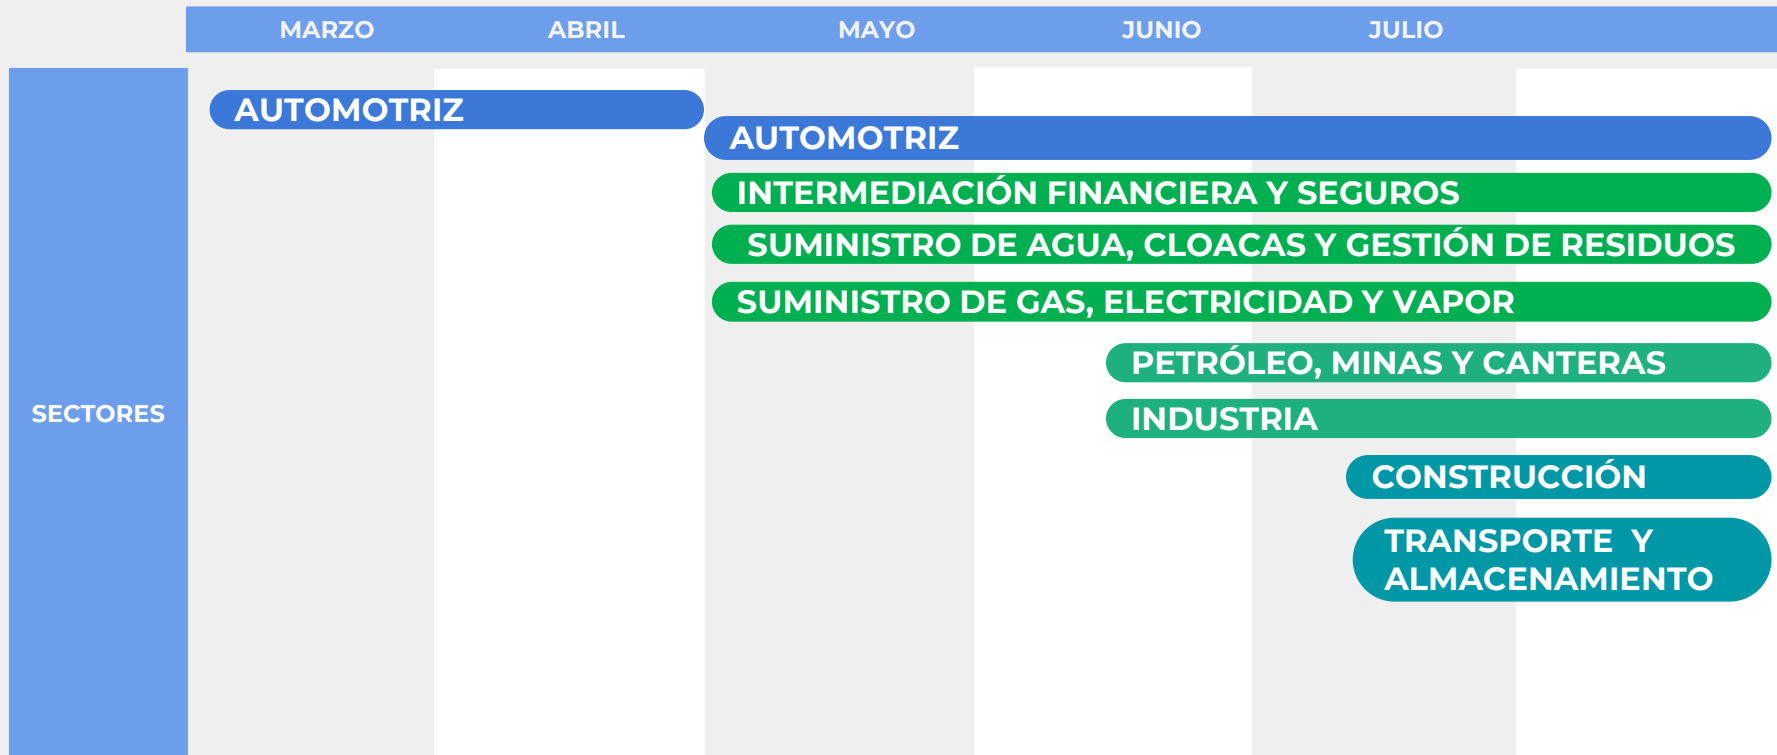 MARZO ABRIL MAYO JUNIO JULIO
AUTOMOTRIZ
AUTOMOTRIZ
INTERMEDIACIÓN FINANCIERA Y SEGUROS
SUMINISTRO DE AGUA, CLOACAS Y GESTIÓN DE RESIDUOS
SUMINISTRO DE GAS, ELECTRICIDAD Y VAPOR
PETRÓLEO, MINAS Y CANTERAS
SECTORES
INDUSTRIA
CONSTRUCCIÓN
TRANSPORTE Y
ALMACENAMIENTO